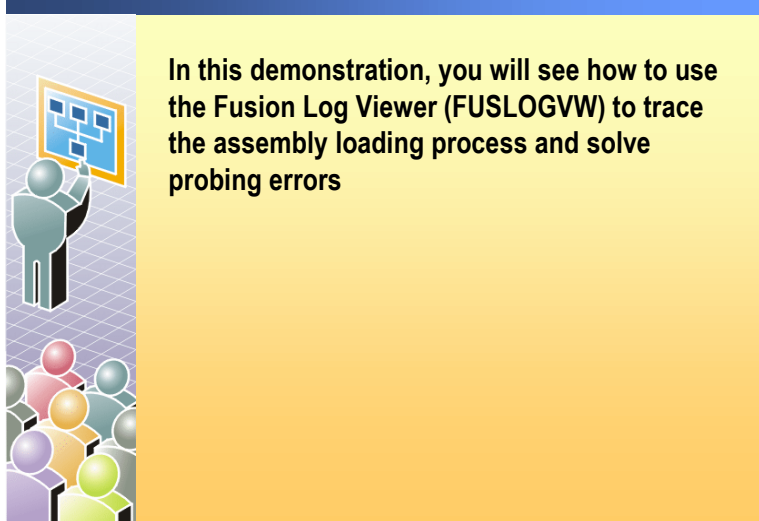 In this demonstration, you will see how to use
the Fusion Log Viewer (FUSLOGVW) to trace
the assembly loading process and solve
probing errors